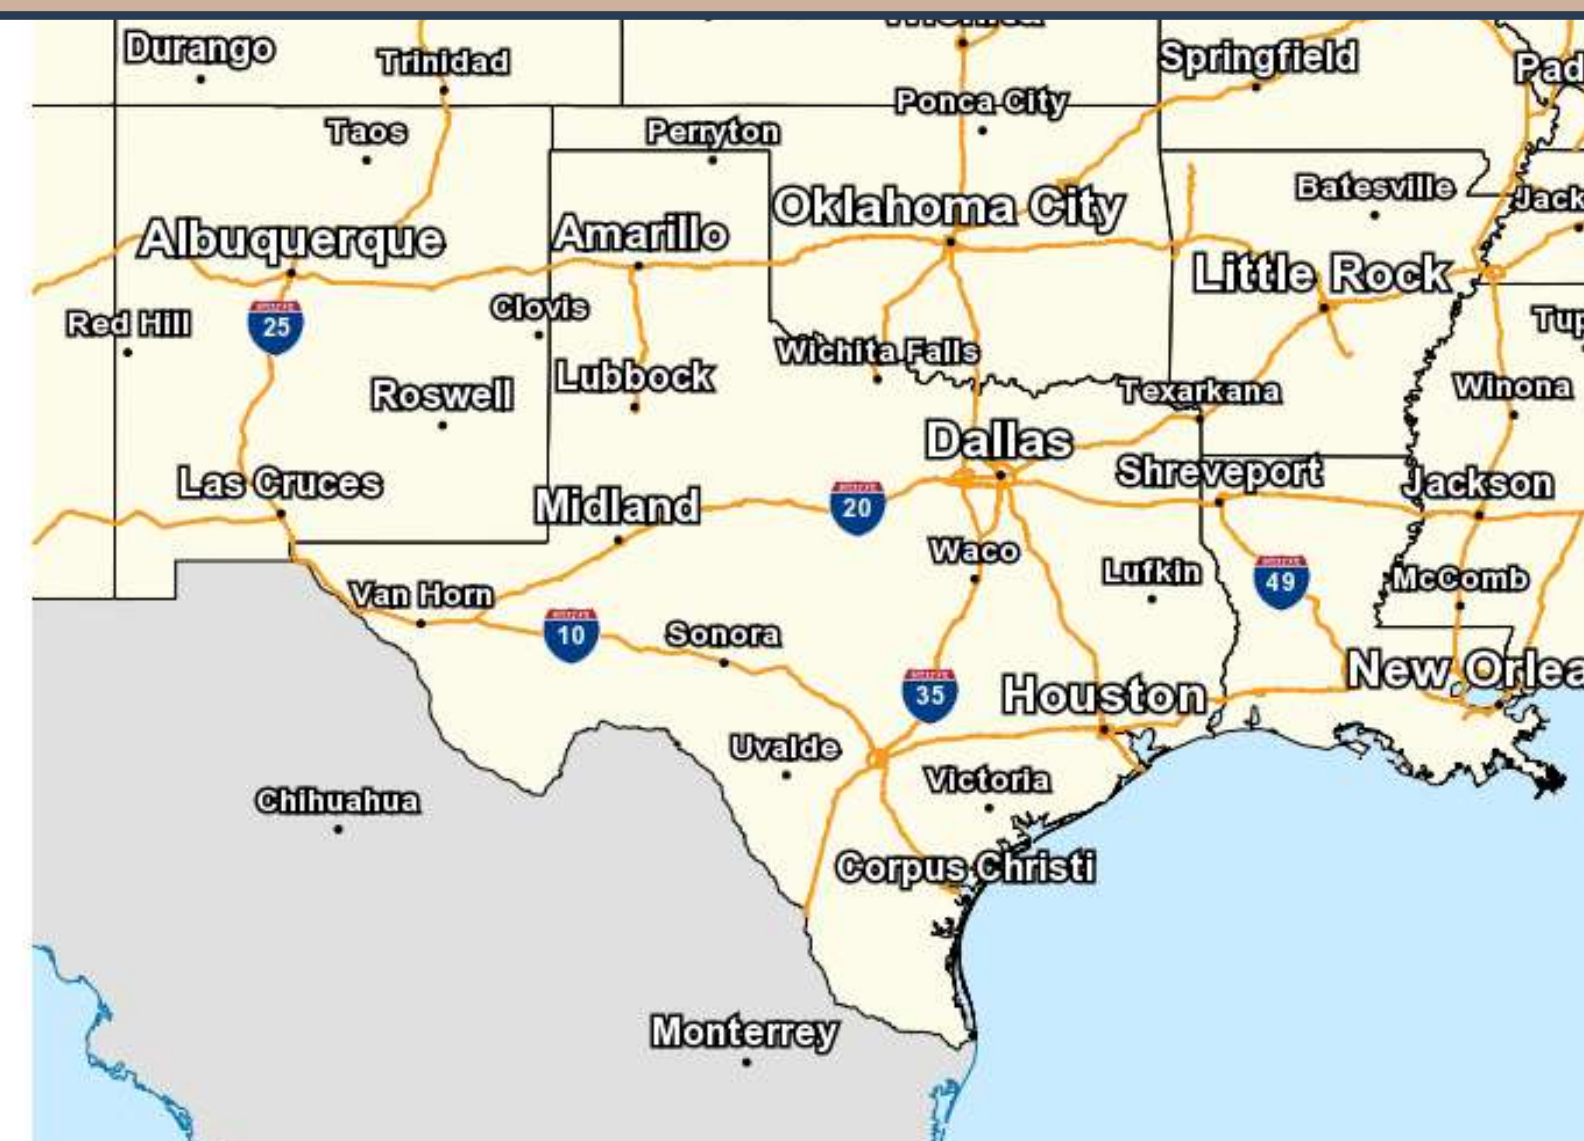 Durango
Trinidad
Springfield
Ponca City
Taos
Perryton
Batesville
Oklahoma City
Albuquerque
Amarillo
Little Rock
Clovis
Red Hill
25
Wichita Falls
Lubbock
Roswell
Texarkana
Winona
Dallas
Las Cruces
Shreveport
Jackson
Midland
20
Waco
Lufkin
49
McComb
Van Horn
10
Sonora
35
Houston
New Orlea
Uvalde
Victoria
Chihuahua
Corpus Christi
Monterrey